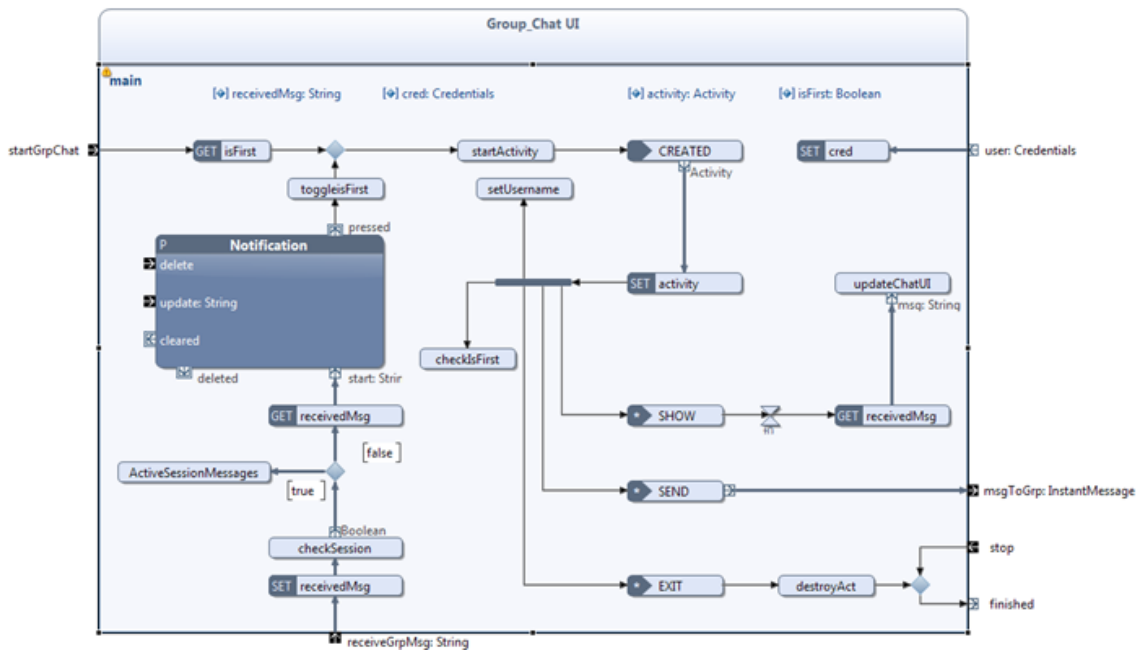 Group_Chat UI
main
receivedMsg: String
cred: Credentials
activity: Activity
isFirst: Boolean
startGrpChat
GET isFirst
startActivity
CREATED
SET cred
user: Credentials
Activity
toggleisFirst
setUsername
pressed
P Notification
delete
SET activity
updateChatUI
update: String
msg: String
cleared
checkIsFirst
deleted
start: Strir
GET receivedMsg
SHOW
GET receivedMsg
[false]
ActiveSessionMessages
[true]
SEND
msgToGrp: InstantMessage
Boolean
checkSession
stop
SET receivedMsg
EXIT
destroyAct
finished
receiveGrpMsg: String